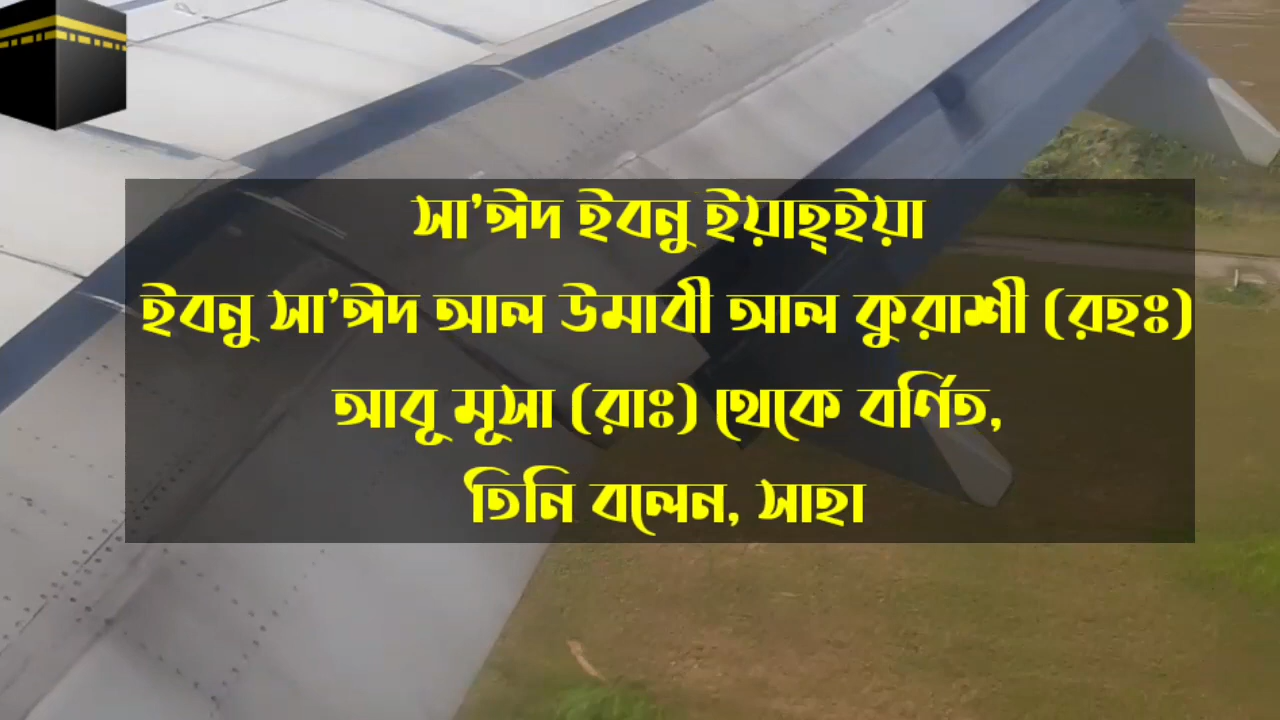 সা’ঈদ ইবনু ইয়াহ্ইয়া
ইবনু সা’ঈদ আল উমাবী আল কুরাশী (রহঃ)
আবূ মূসা (রাঃ) থেকে বর্ণিত,
তিনি বলেন, সাহা